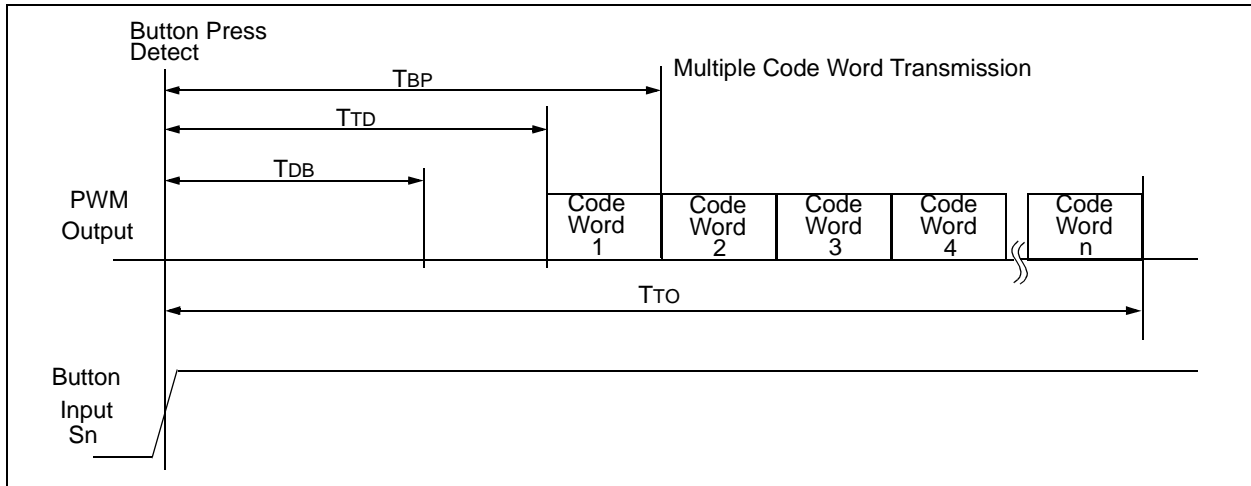 Button Press
Detect
Multiple Code Word Transmission
TBP
TTD
TDB
PWM
Output
Code
Word
1
Code
Word
2
Code
Word
3
Code
Word
4
Code
Word
n
TTO
Button
Input
Sn